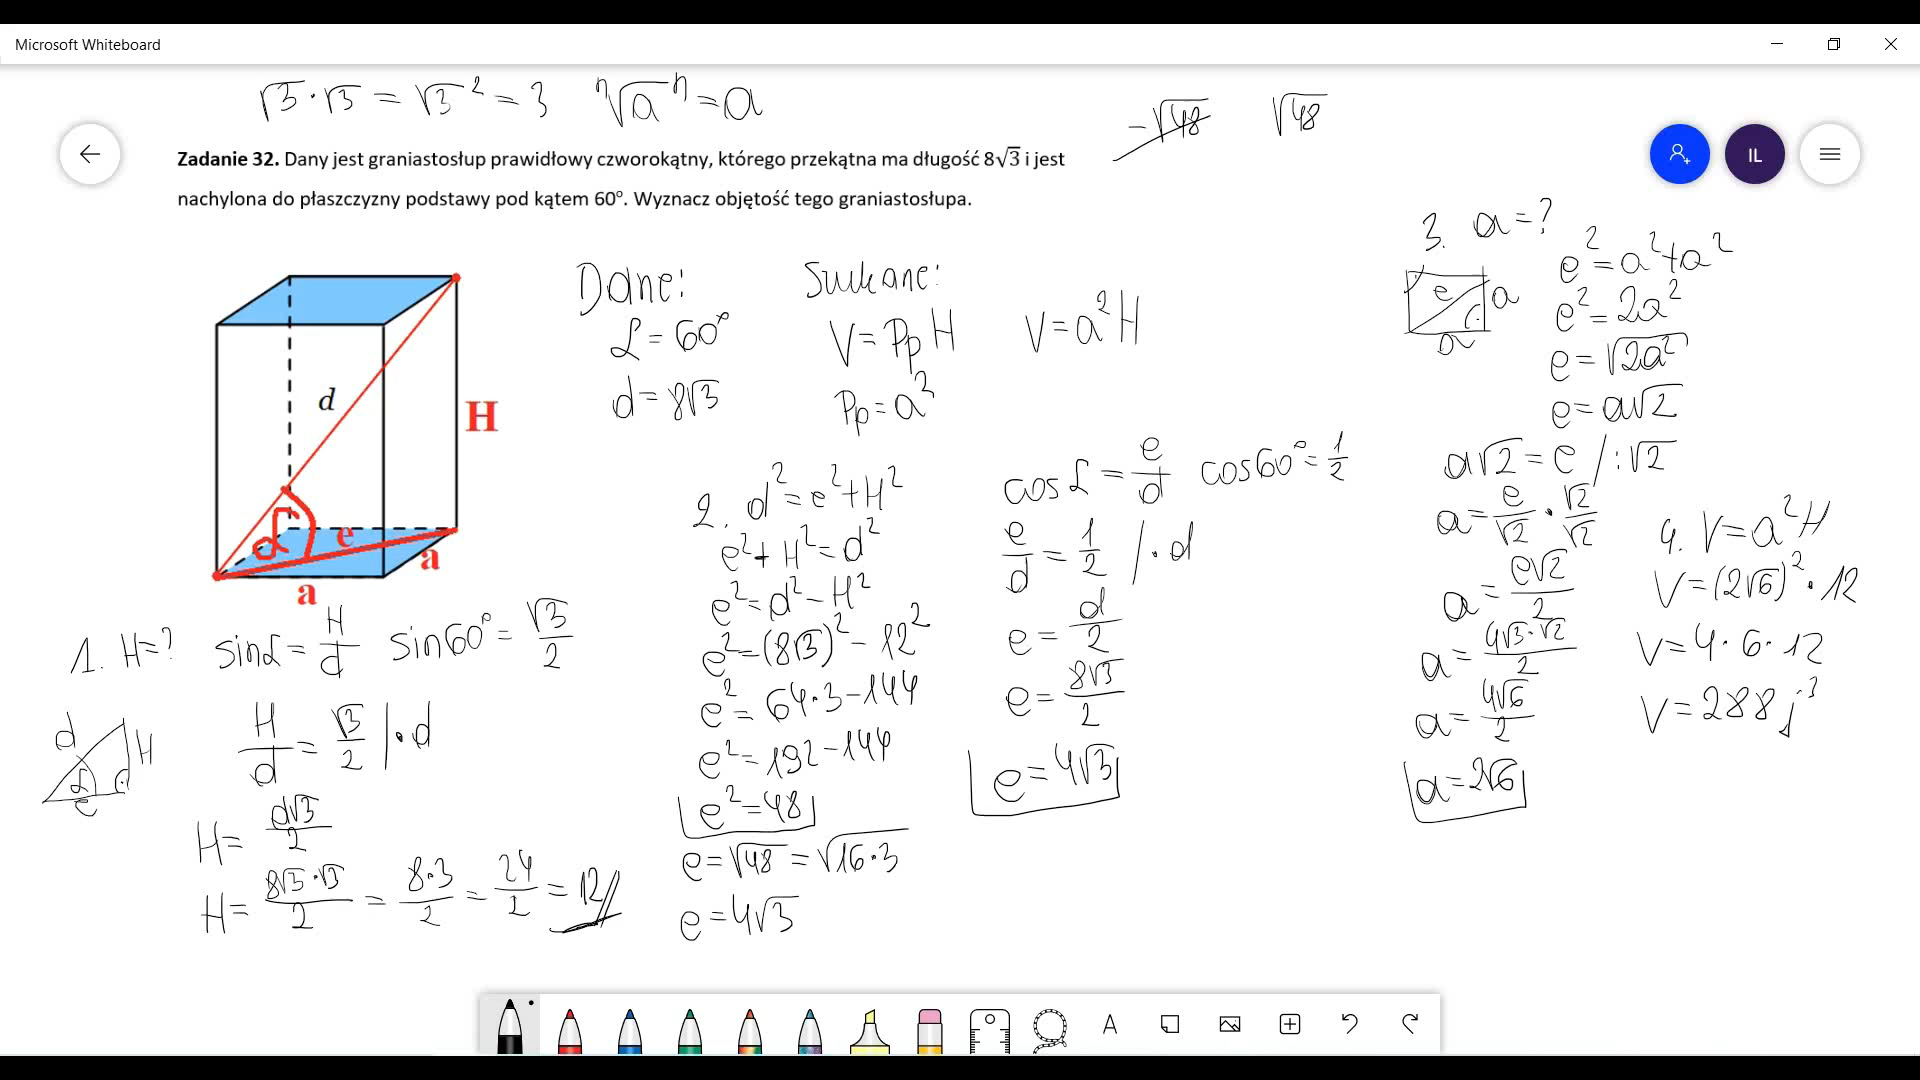 Microsoft Whiteboard
√3·√3 = √3² = 3    ⁿ√aⁿ = a
-√48    √48
IL
Zadanie 32. Dany jest graniastosłup prawidłowy czworokątny, którego przekątna ma długość 8√3 i jest
nachylona do płaszczyzny podstawy pod kątem 60°. Wyznacz objętość tego graniastosłupa.
d
H
α
e
a
a
Dane:
α = 60°
d = 8√3
Szukane:
V = Pp H
Pp = a²
V = a²H
1. H = ?    sinα = H/d    sin60° = √3/2
d
H
α
e
H/d = √3/2 |·d
H = d√3/2
H = 8√3·√3/2 = 8·3/2 = 24/2 = 12
2. d² = e² + H²
e² + H² = d²
e² = d² - H²
e² = (8√3)² - 12²
e² = 64·3 - 144
e² = 192 - 144
e² = 48
e = √48 = √16·3
e = 4√3
cosα = e/d    cos60° = 1/2
e/d = 1/2 /·d
e = d/2
e = 8√3/2
e = 4√3
3. a = ?
e
a
a
e² = a² + a²
e² = 2a²
e = √2a²
e = a√2
a√2 = e /:√2
a = e/√2 · √2/√2
a = e√2/2
a = 4√3·√2/2
a = 4√6/2
a = 2√6
4. V = a²H
V = (2√6)²·12
V = 4·6·12
V = 288 j³
A